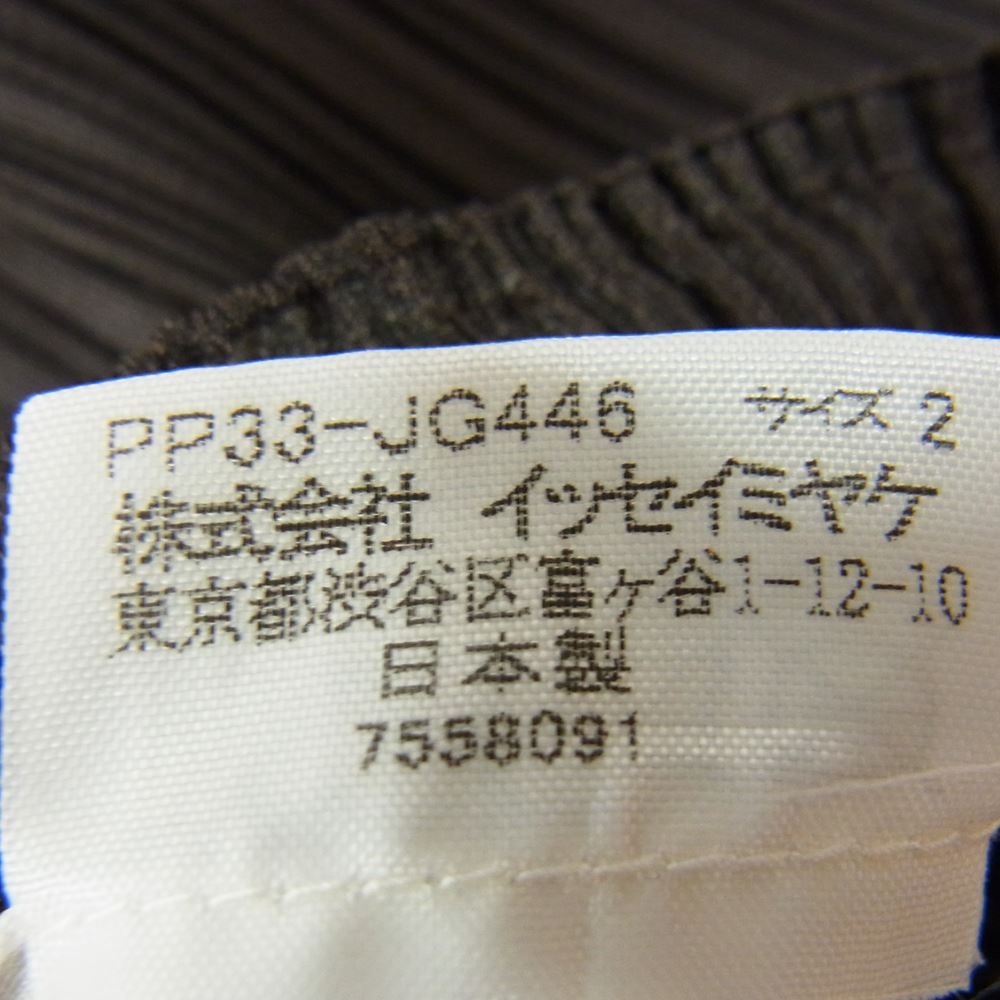 PP33-JG446 サイズ 2
株式会社 イッセイミヤケ
東京都渋谷区富ヶ谷1-12-10
日本製
7558091